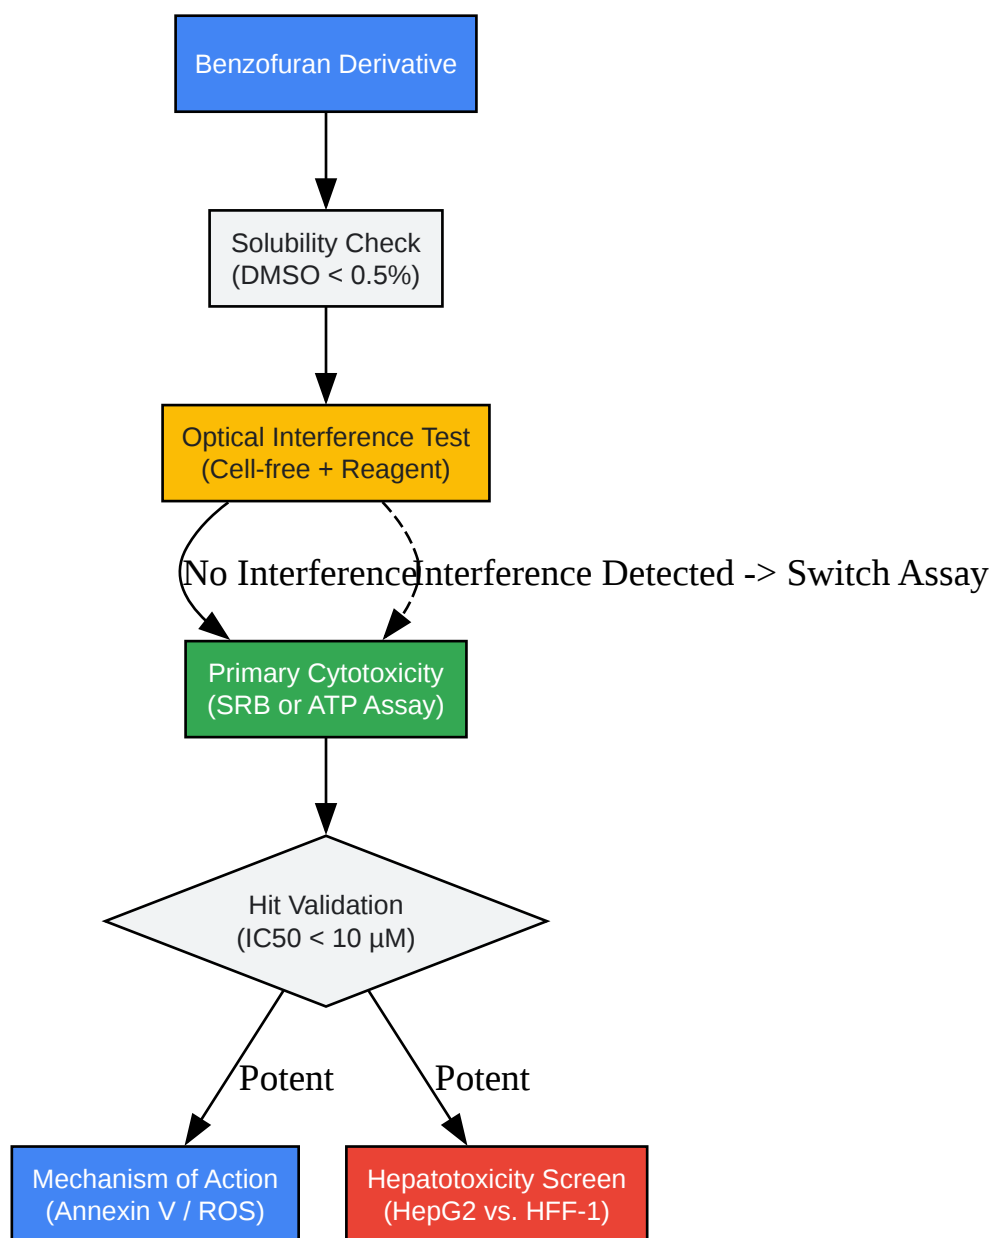 Benzofuran Derivative
Solubility Check
(DMSO < 0.5%)
Optical Interference Test
(Cell-free + Reagent)
No Interference
Interference Detected -> Switch Assay
Primary Cytotoxicity
(SRB or ATP Assay)
Hit Validation
(IC50 < 10 µM)
Potent
Potent
Mechanism of Action
(Annexin V / ROS)
Hepatotoxicity Screen
(HepG2 vs. HFF-1)